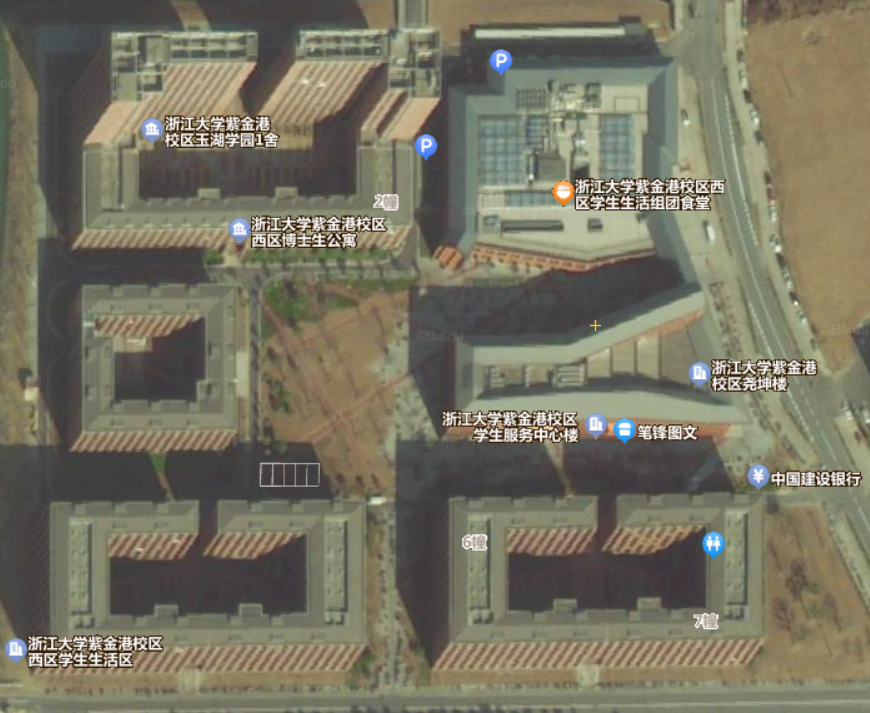 P
浙江大学紫金港
校区玉湖学园1舍
P
浙江大学紫金港校区西
区学生生活组团食堂
2幢
浙江大学紫金港校区
西区博士生公寓
浙江大学紫金港
校区尧坤楼
浙江大学紫金港校区
学生服务中心楼
笔锋图文
¥
中国建设银行
6幢
7幢
浙江大学紫金港校区
西区学生生活区